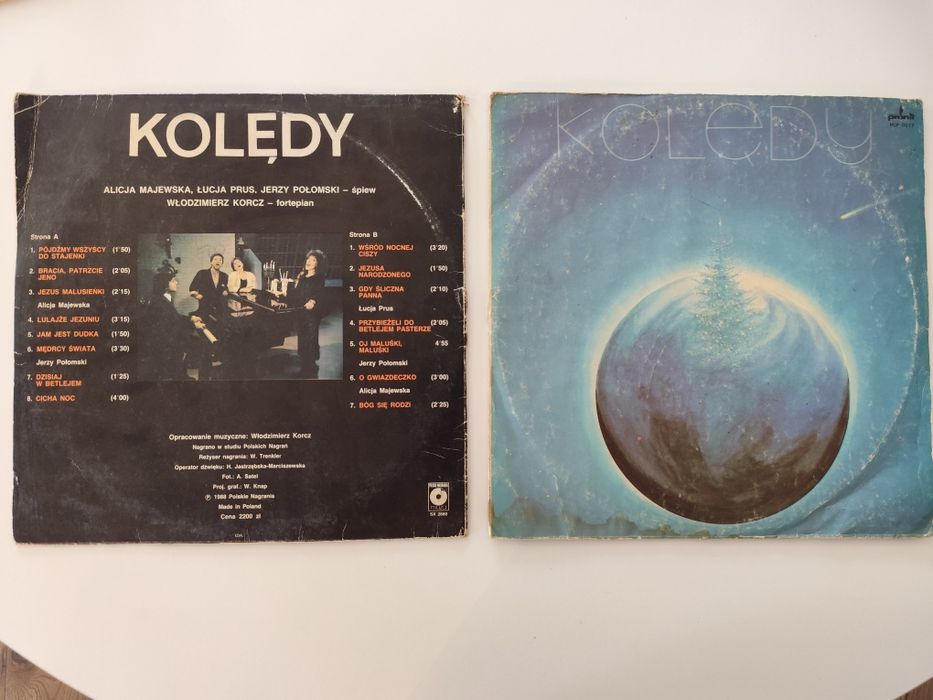 KOLĘDY
ALICJA MAJEWSKA, ŁUCJA PRUS, JERZY POŁOMSKI – śpiew
WŁODZIMIERZ KORCZ – fortepian
Strona A
1. PÓJDŹMY WSZYSCY (1'50)
DO STAJENKI
2. BRACIA, PATRZCIE (2'05)
JENO
3. JEZUS MALUSIEŃKI (2'15)
Alicja Majewska
4. LULAJŻE JEZUNIU (3'15)
5. JAM JEST DUDKA (1'50)
6. MĘDRCY ŚWIATA (3'30)
Jerzy Połomski
7. DZISIAJ (1'25)
W BETLEJEM
8. CICHA NOC (4'00)
Strona B
1. WŚRÓD NOCNEJ (3'20)
CISZY
2. JEZUSA (1'50)
NARODZONEGO
3. GDY ŚLICZNA (2'10)
PANNA
Łucja Prus
4. PRZYBIEŻELI DO (2'05)
BETLEJEM PASTERZE
5. OJ MALUŚKI, 4'55
MALUŚKI
Jerzy Połomski
6. O GWIAZDECZKO (3'00)
Alicja Majewska
7. BÓG SIĘ RODZI (2'25)
Opracowanie muzyczne: Włodzimierz Korcz
Nagrano w studiu Polskich Nagrań
Reżyser nagrania: W. Trenkler
Operator dźwięku: H. Jastrzębska-Marciszewska
Fot.: A. Satel
Proj. graf.: W. Knap
Ⓟ 1988 Polskie Nagrania
Made in Poland
Cena 2200 zł
POLSKIE NAGRANIA
MUZA
KOLĘDY
pronit